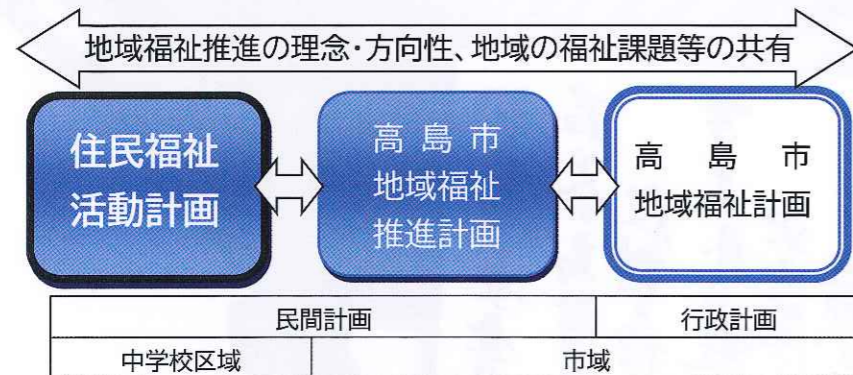 地域福祉推進の理念・方向性、地域の福祉課題等の共有
住民福祉
活動計画
高島市
地域福祉
推進計画
高島市
地域福祉計画
民間計画
行政計画
中学校区域
市域